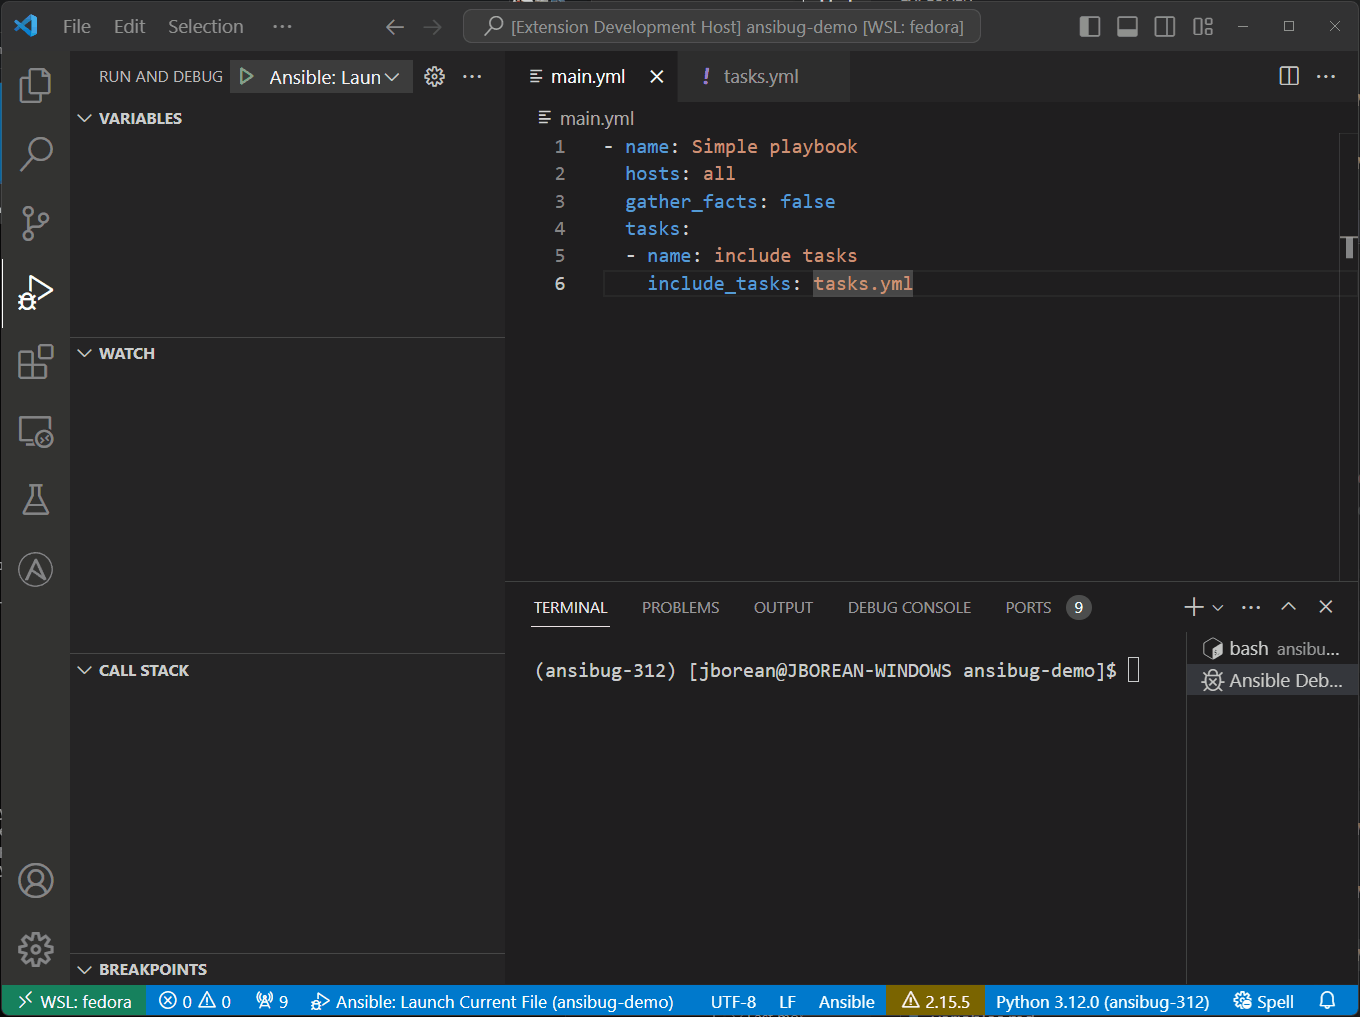 File Edit Selection ···
[Extension Development Host] ansibug-demo [WSL: fedora]
RUN AND DEBUG Ansible: Laun
VARIABLES
WATCH
CALL STACK
BREAKPOINTS
main.yml
tasks.yml
main.yml
1 - name: Simple playbook
2 hosts: all
3 gather_facts: false
4 tasks:
5 - name: include tasks
6 include_tasks: tasks.yml
TERMINAL PROBLEMS OUTPUT DEBUG CONSOLE PORTS 9
(ansibug-312) [jborean@JBOREAN-WINDOWS ansibug-demo]$
bash ansibu...
Ansible Deb...
WSL: fedora 0 0 9 Ansible: Launch Current File (ansibug-demo) UTF-8 LF Ansible 2.15.5 Python 3.12.0 (ansibug-312) Spell